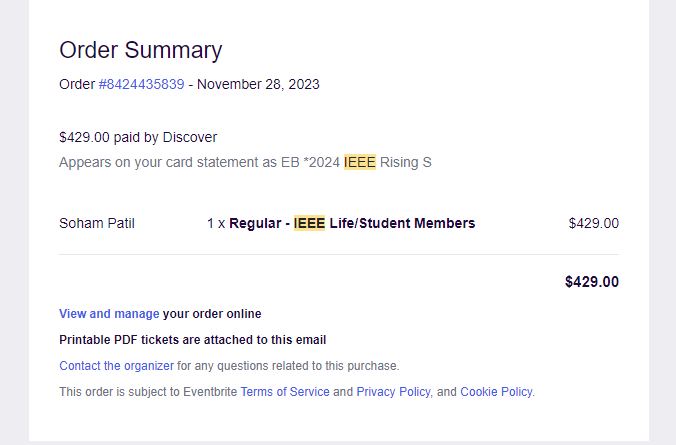 Order Summary
Order #8424435839 - November 28, 2023
$429.00 paid by Discover
Appears on your card statement as EB *2024 IEEE Rising S
Soham Patil 1 x Regular - IEEE Life/Student Members $429.00
$429.00
View and manage your order online
Printable PDF tickets are attached to this email
Contact the organizer for any questions related to this purchase.
This order is subject to Eventbrite Terms of Service and Privacy Policy, and Cookie Policy.